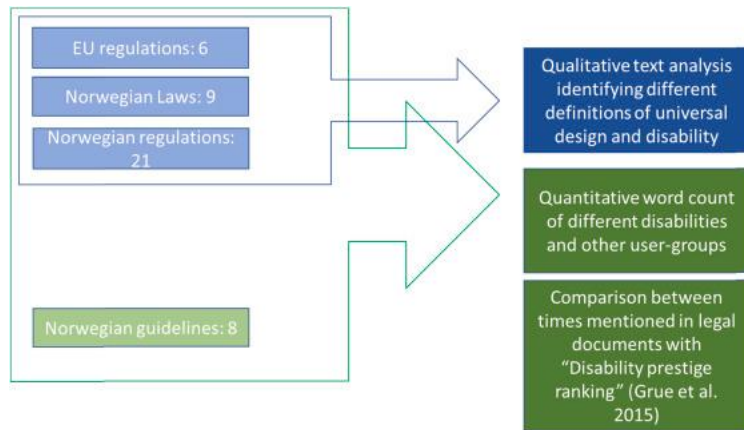 EU regulations: 6
Norwegian Laws: 9
Norwegian regulations:
21
Norwegian guidelines: 8
Qualitative text analysis
identifying different
definitions of universal
design and disability
Quantitative word count
of different disabilities
and other user-groups
Comparison between
times mentioned in legal
documents with
“Disability prestige
ranking” (Grue et al.
2015)